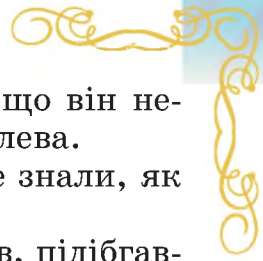 що він не-
лева.
е знали, як
в, підібгав-